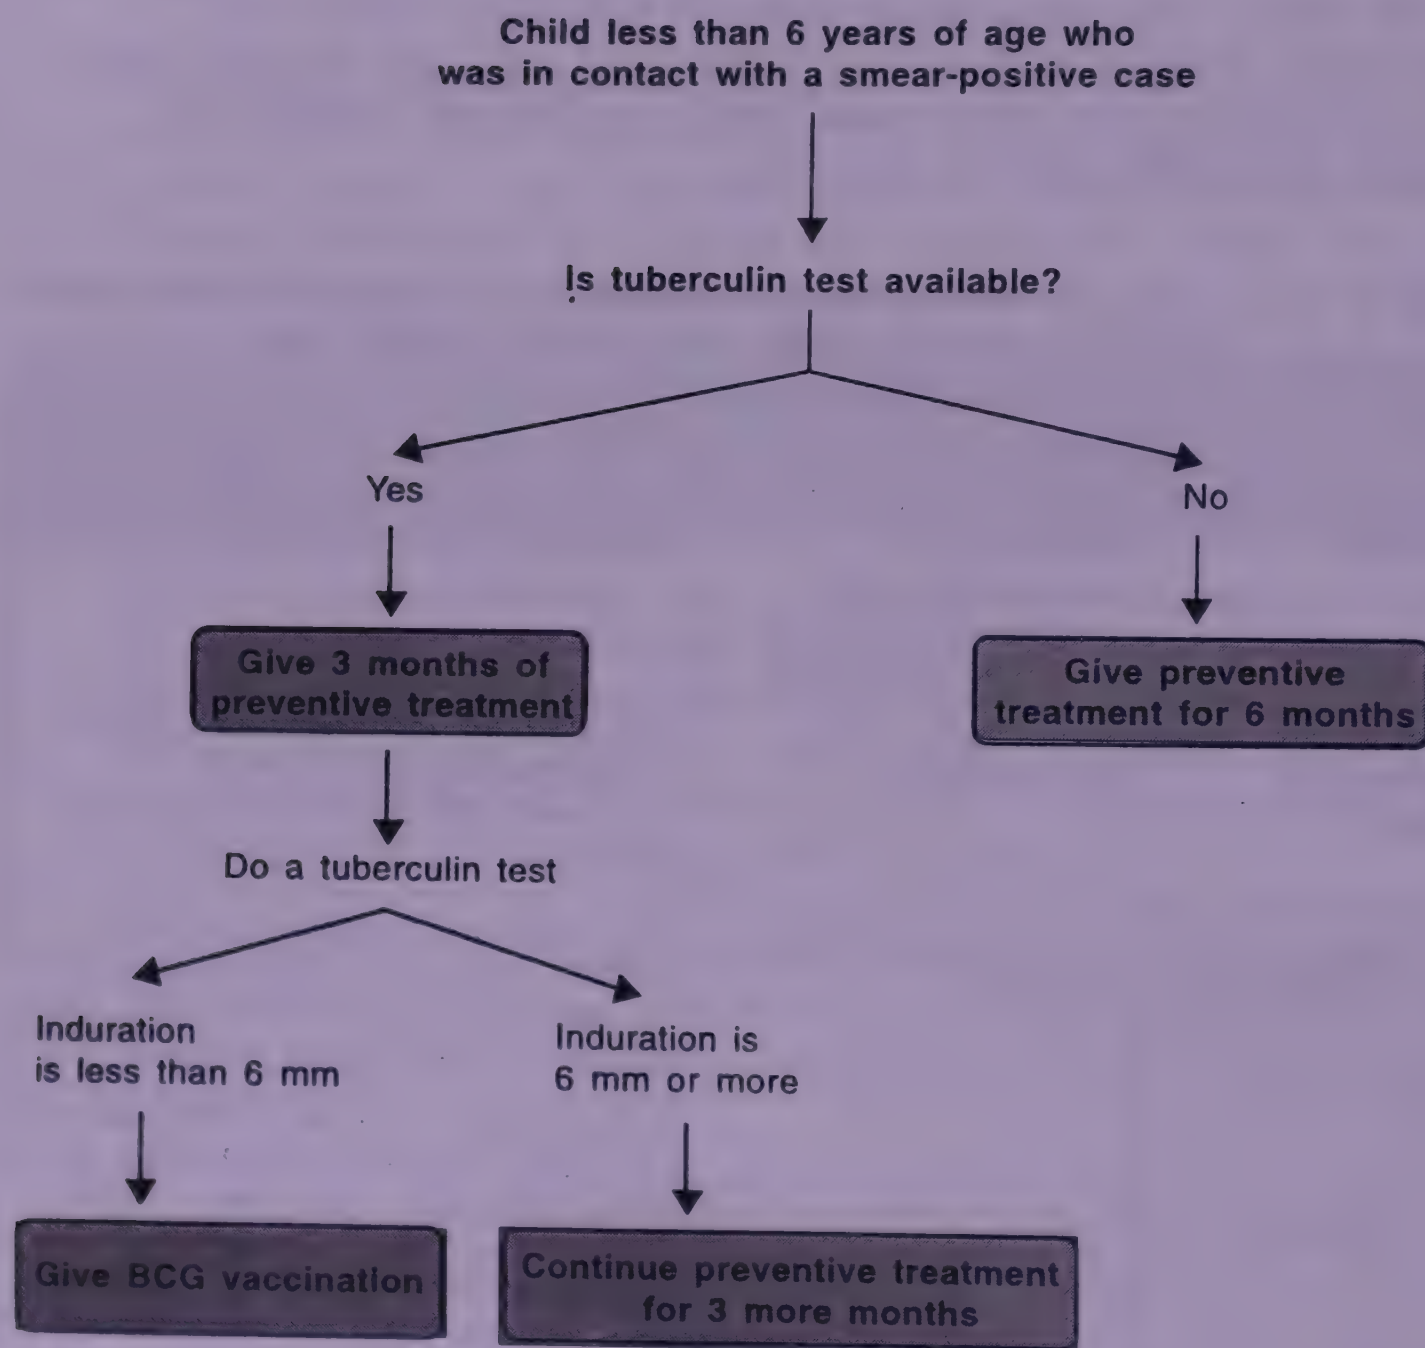 Child less than 6 years of age who
was in contact with a smear-positive case
Is tuberculin test available?
Yes
No
Give 3 months of
preventive treatment
Give preventive
treatment for 6 months
Do a tuberculin test
Induration
is less than 6 mm
Induration is
6 mm or more
Give BCG vaccination
Continue preventive treatment
for 3 more months